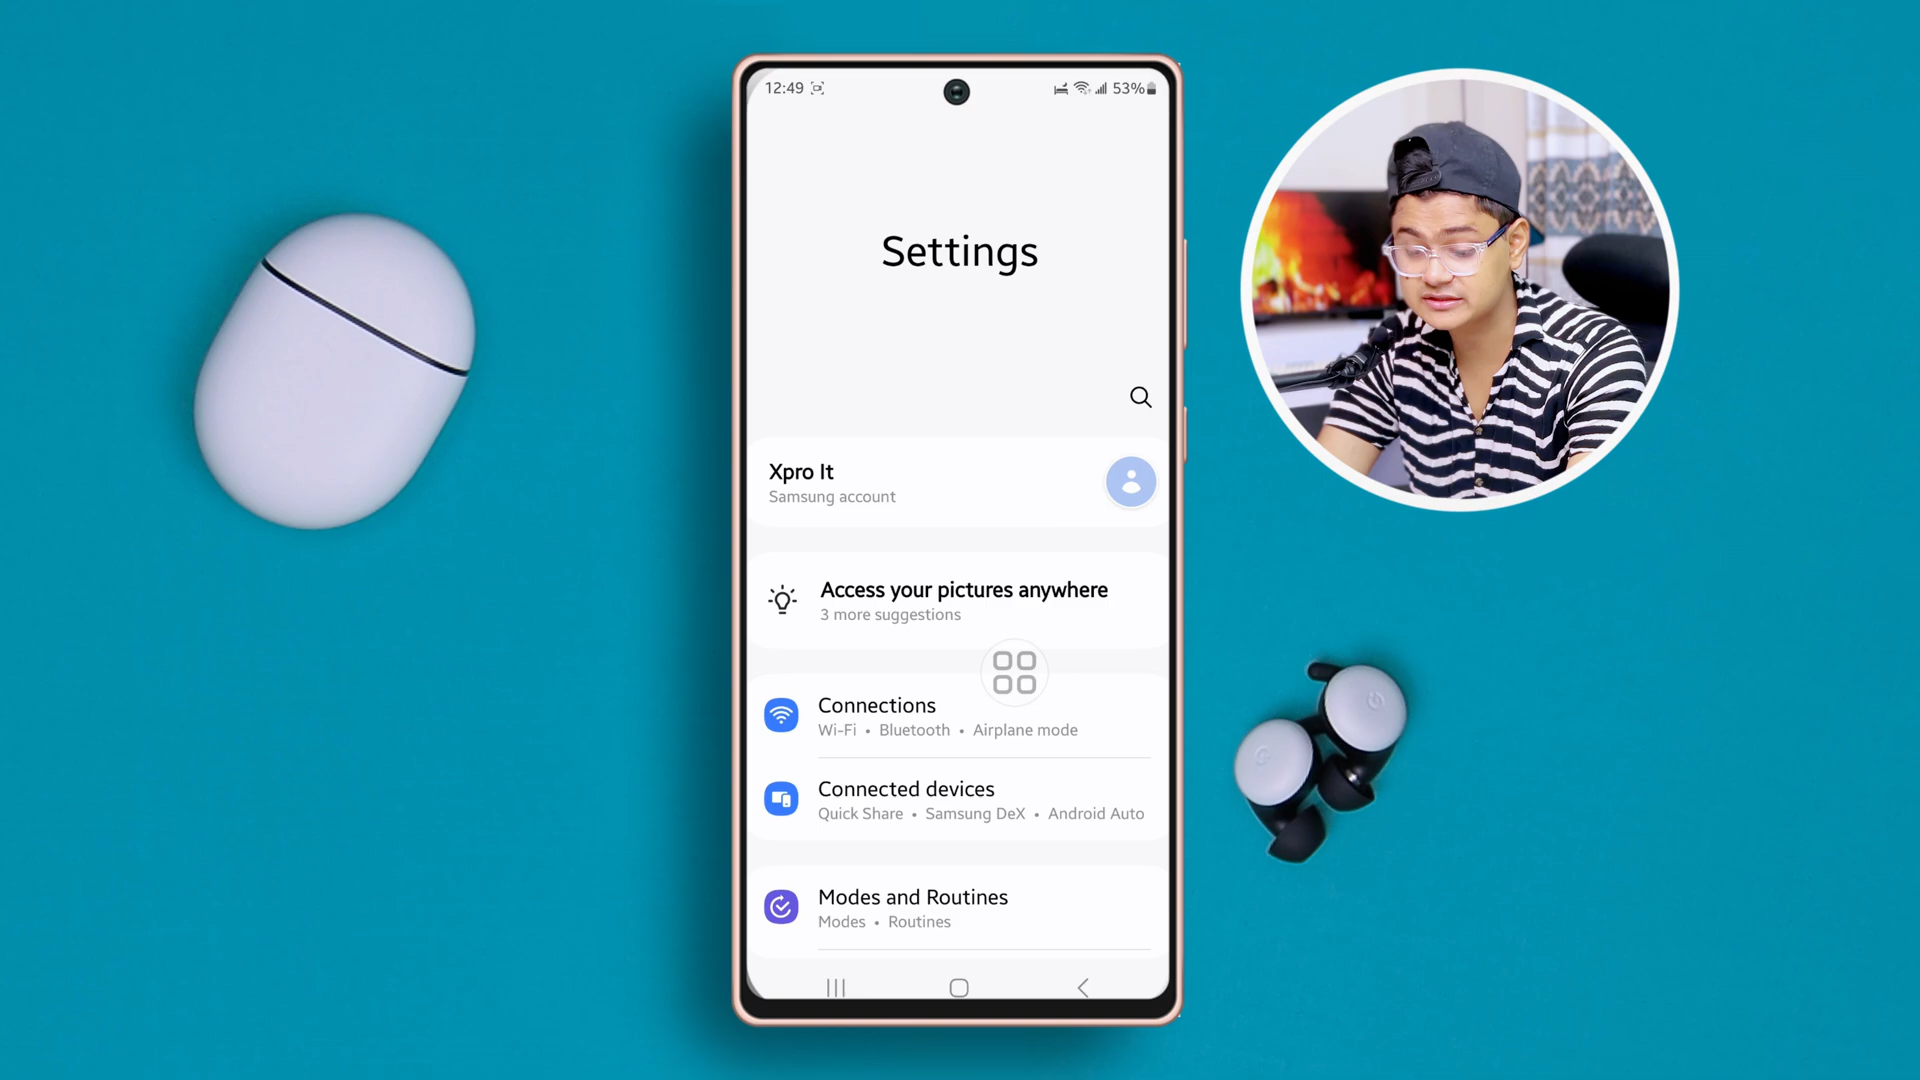 12:49
53%
Settings
Xpro It
Samsung account
Access your pictures anywhere
3 more suggestions
Connections
Wi-Fi • Bluetooth • Airplane mode
Connected devices
Quick Share • Samsung DeX • Android Auto
Modes and Routines
Modes • Routines